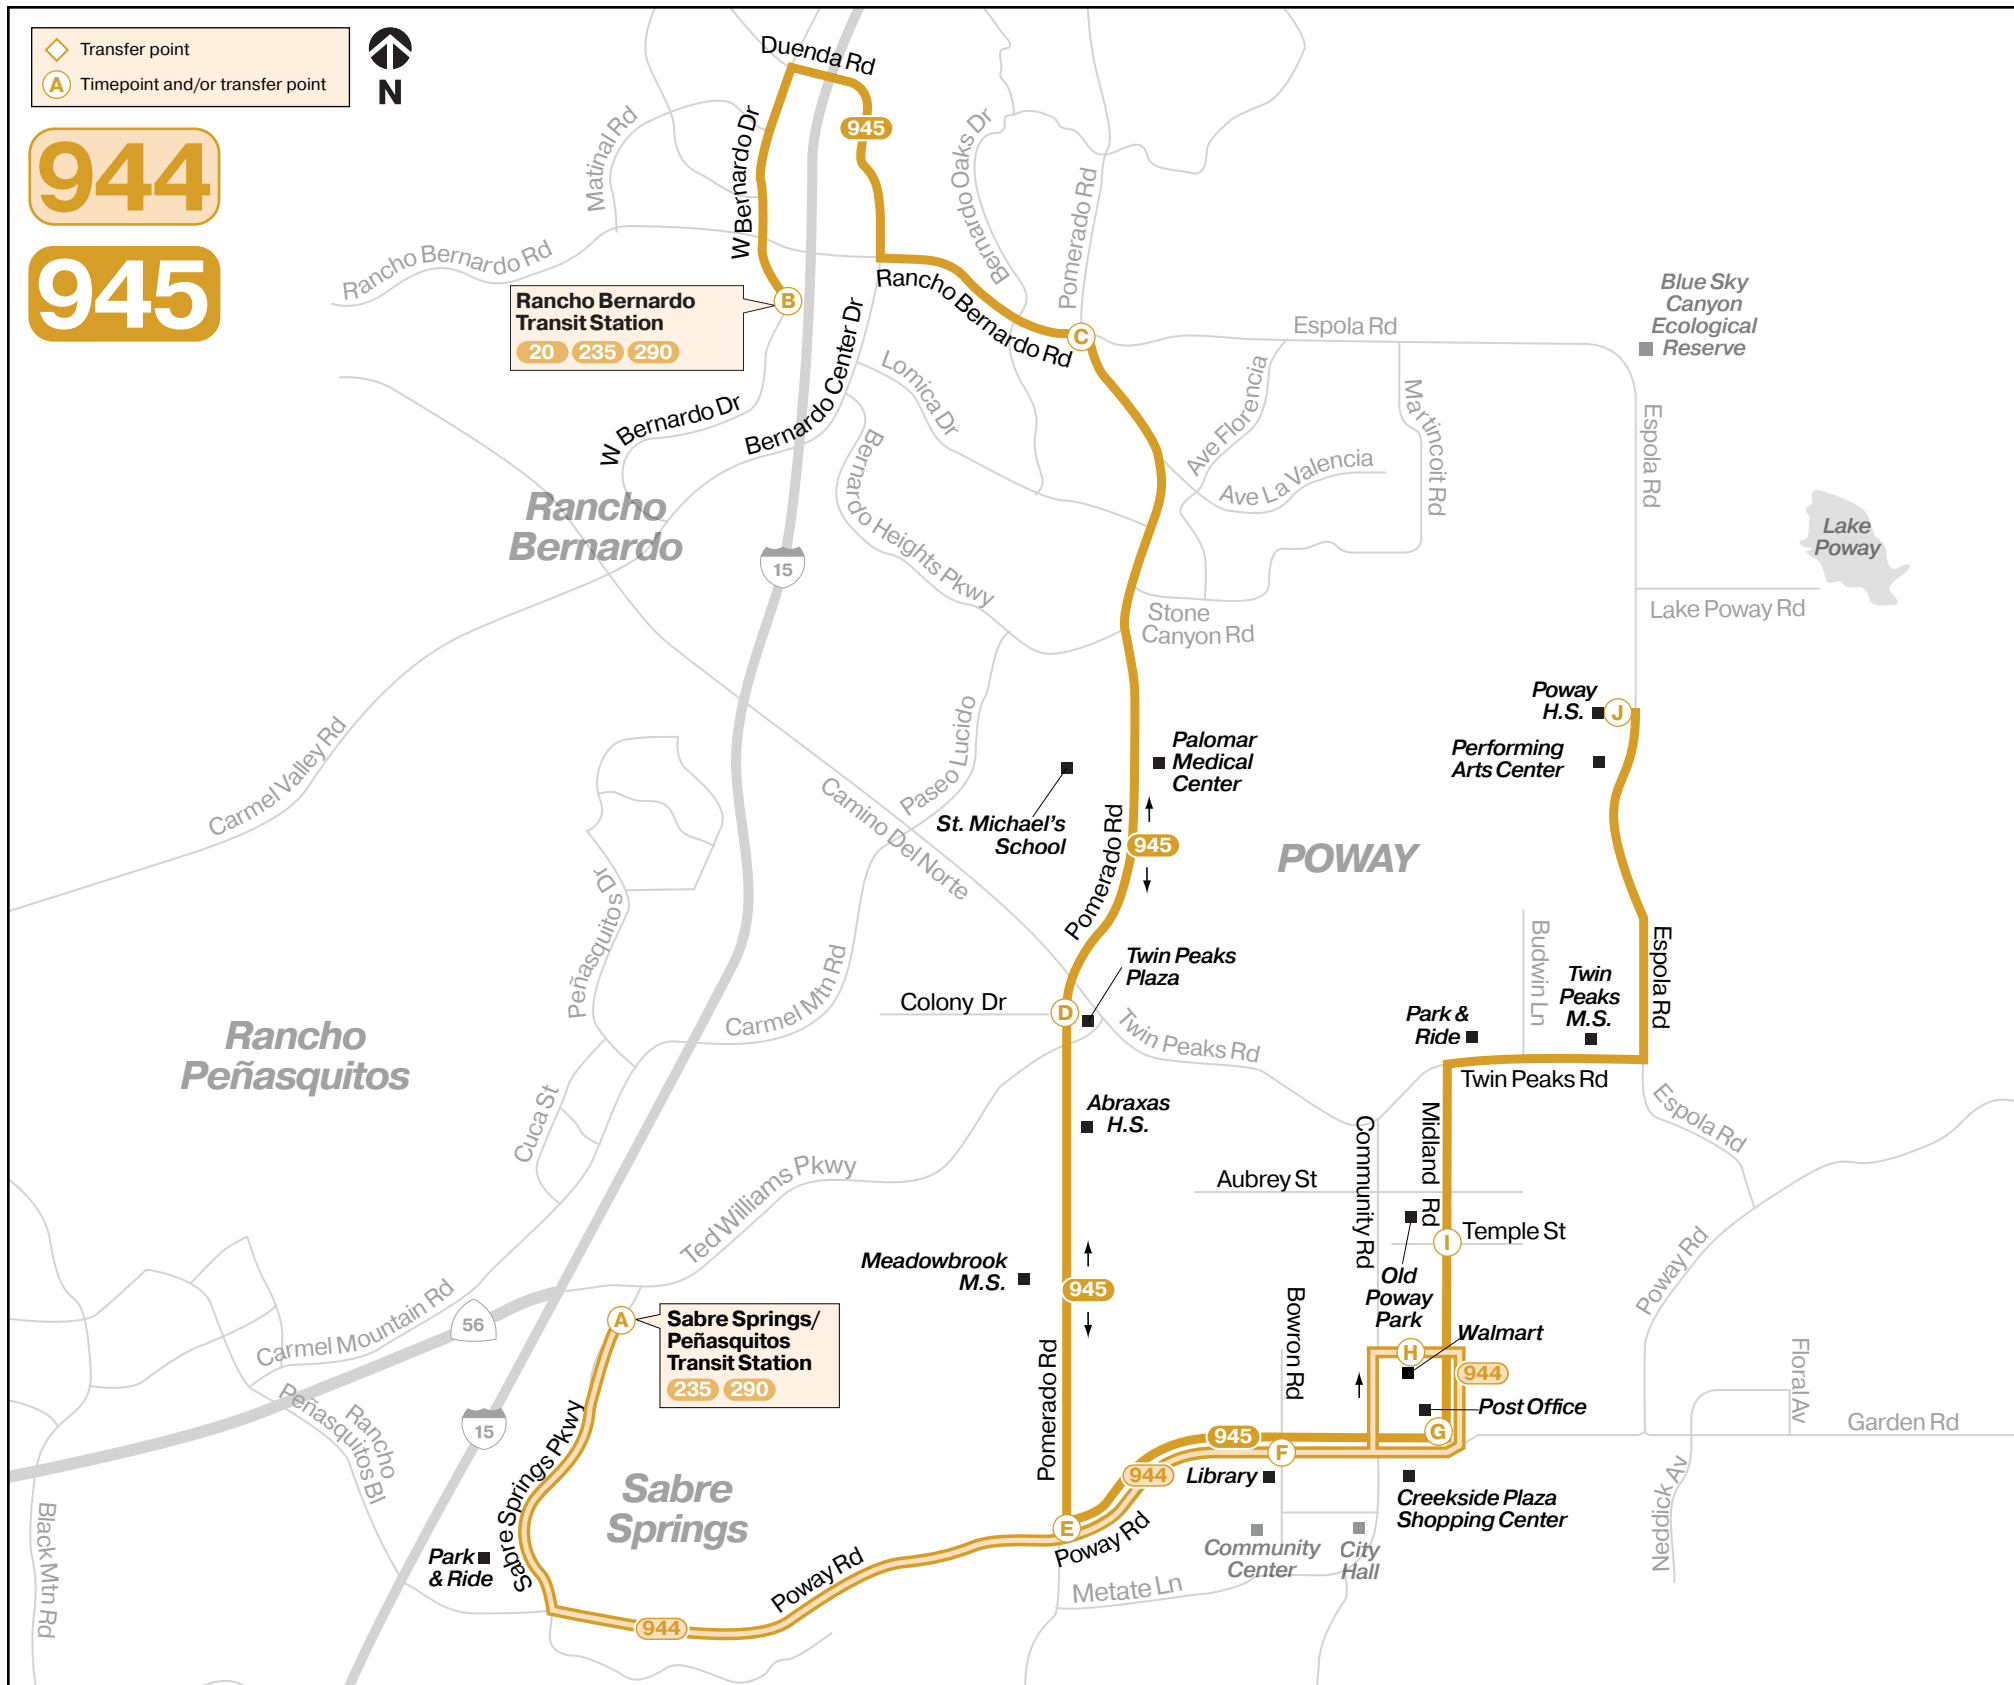 Transfer point
A Timepoint and/or transfer point
N
944
945
Duenda Rd
945
Matinal Rd
W Bernardo Dr
Bernardo Oaks Dr
Pomerado Rd
Rancho Bernardo Rd
Rancho Bernardo
Transit Station
20 235 290
B
Rancho Bernardo Rd
C
Espola Rd
Blue Sky
Canyon
Ecological
Reserve
Bernardo Center Dr
W Bernardo Dr
Lomica Dr
Ave Florencia
Martincoit Rd
Espola Rd
Ave La Valencia
Bernardo Heights Pkwy
Rancho
Bernardo
15
Lake
Poway
Stone
Canyon Rd
Lake Poway Rd
Poway
H.S.
J
Performing
Arts Center
Carmel Valley Rd
Paseo Lucido
Palomar
Medical
Center
St. Michael's
School
Camino Del Norte
Pomerado Rd
945
POWAY
Peñasquitos Dr
Carmel Mtn Rd
Twin Peaks
Plaza
Budwin Ln
Espola Rd
Colony Dr
D
Twin
Peaks
M.S.
Park &
Ride
Twin Peaks Rd
Rancho
Peñasquitos
Twin Peaks Rd
Cuca St
Abraxas
H.S.
Community Rd
Midland Rd
Espola Rd
Ted Williams Pkwy
Aubrey St
I
Temple St
Old
Poway
Park
Poway Rd
Meadowbrook
M.S.
945
Bowron Rd
Carmel Mountain Rd
56
A
Sabre Springs/
Peñasquitos
Transit Station
235 290
H
Walmart
944
Floral Av
Rancho
Peñasquitos Bl
15
Sabre Springs Pkwy
Pomerado Rd
Post Office
G
Garden Rd
945
F
944
Library
Sabre
Springs
Creekside Plaza
Shopping Center
Neddick Av
Black Mtn Rd
E
Poway Rd
Community
Center
City
Hall
Park
& Ride
Poway Rd
Metate Ln
944